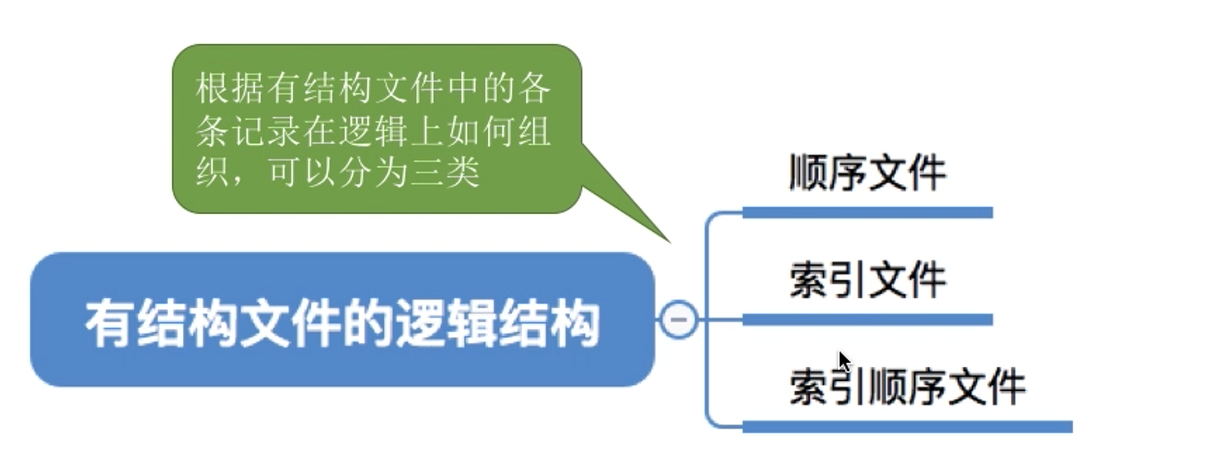 根据有结构文件中的各
条记录在逻辑上如何组
织，可以分为三类
顺序文件
索引文件
有结构文件的逻辑结构
索引顺序文件